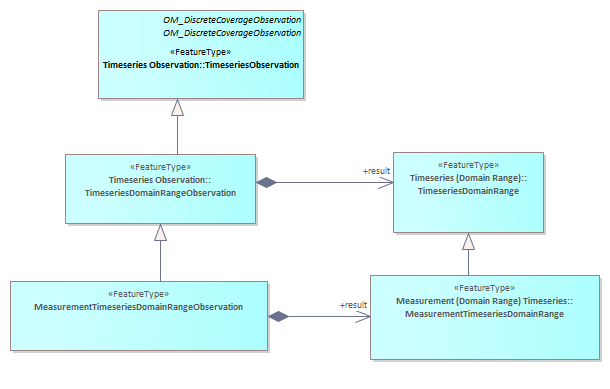 OM_DiscreteCoverageObservation
OM_DiscreteCoverageObservation
«FeatureType»
Timeseries Observation::TimeseriesObservation
«FeatureType»
Timeseries Observation::
TimeseriesDomainRangeObservation
+result
«FeatureType»
Timeseries (Domain Range)::
TimeseriesDomainRange
«FeatureType»
MeasurementTimeseriesDomainRangeObservation
+result
«FeatureType»
Measurement (Domain Range) Timeseries::
MeasurementTimeseriesDomainRange